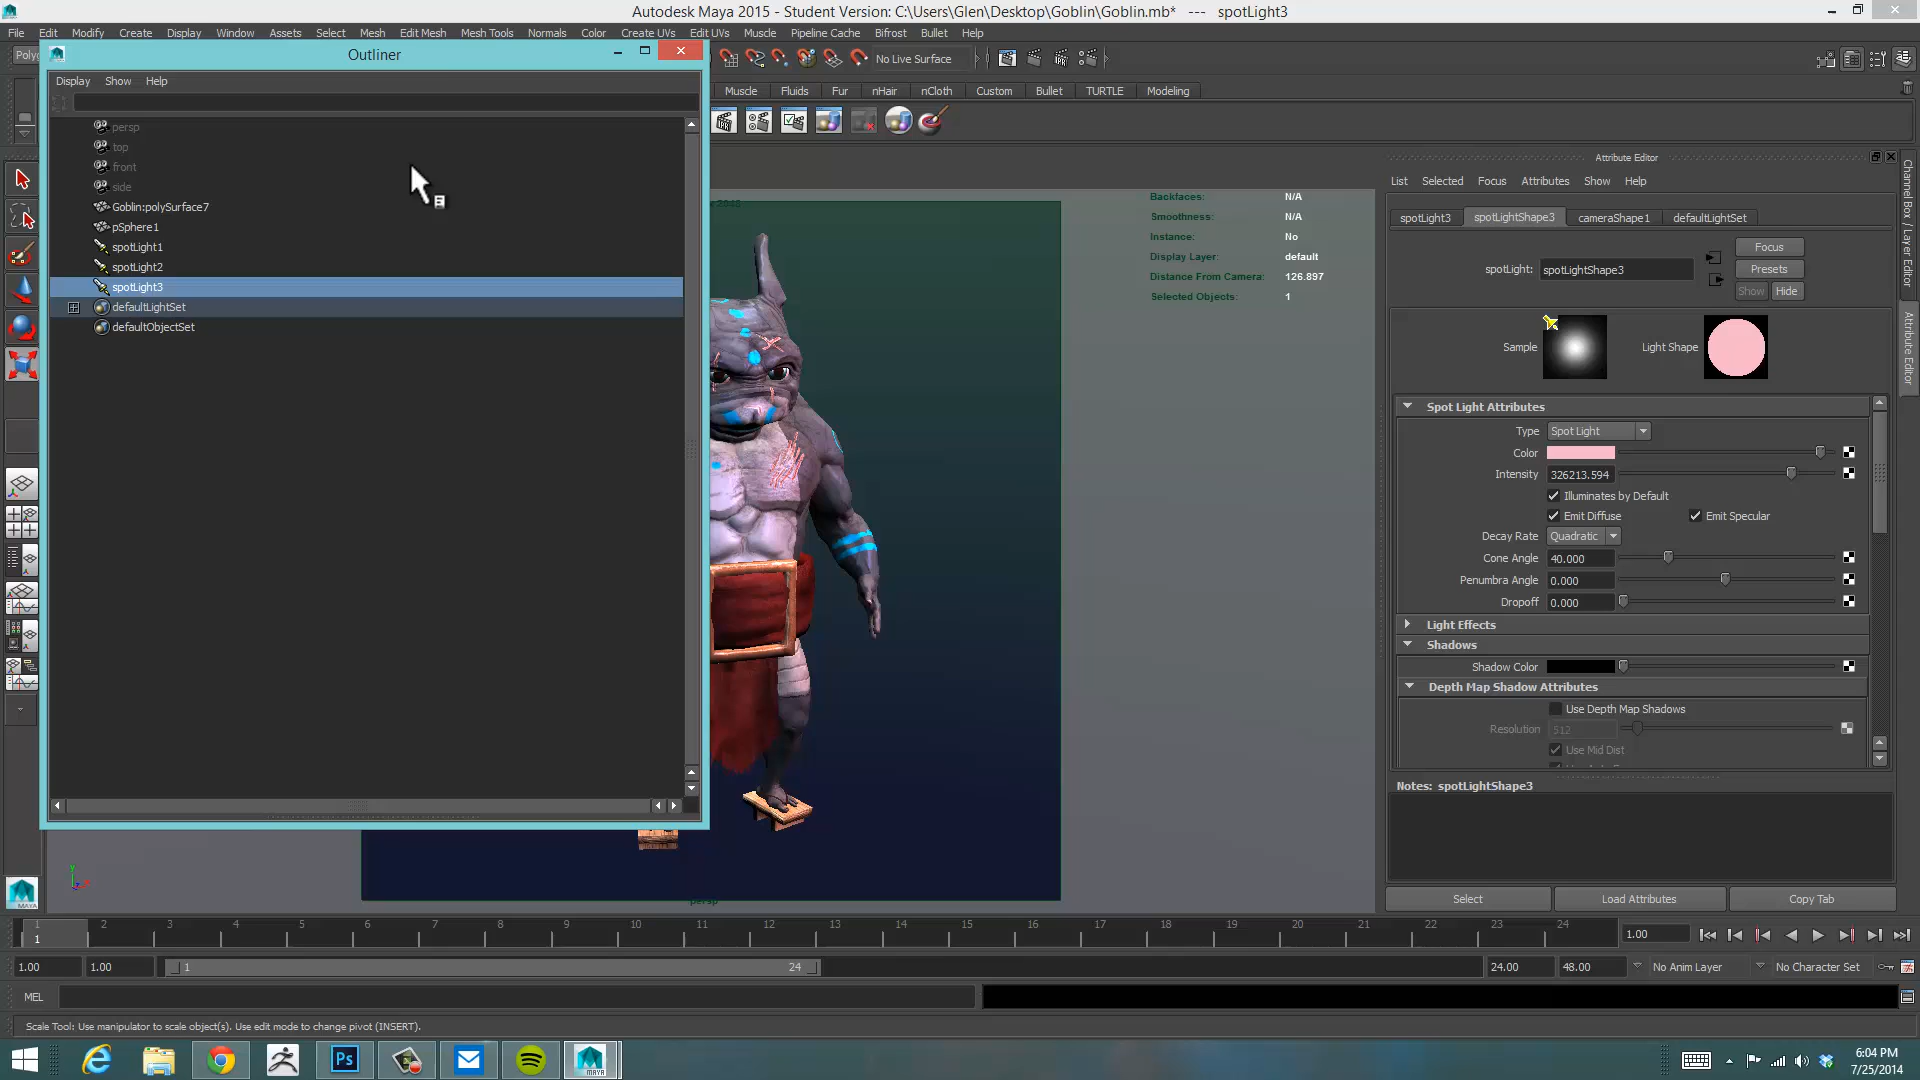 Autodesk Maya 2015 - Student Version: C:\Users\Glen\Desktop\Goblin\Goblin.mb* --- spotLight3
File Edit Modify Create Display Window Assets Select Mesh Edit Mesh Mesh Tools Normals Color Create UVs Edit UVs Muscle Pipeline Cache Bifrost Bullet Help
Outliner
No Live Surface
Display Show Help
Muscle Fluids Fur nHair nCloth Custom Bullet TURTLE Modeling
persp
top
front
side
Goblin:polySurface7
pSphere1
spotLight1
spotLight2
spotLight3
defaultLightSet
defaultObjectSet
Backfaces: N/A
Smoothness: N/A
Instance: No
Display Layer: default
Distance From Camera: 126.897
Selected Objects: 1
persp
Attribute Editor
List Selected Focus Attributes Show Help
spotLight3 spotLightShape3 cameraShape1 defaultLightSet
Focus
spotLight: spotLightShape3
Presets
Show Hide
Sample
Light Shape
Spot Light Attributes
Type Spot Light
Color
Intensity 326213.594
Illuminates by Default
Emit Diffuse Emit Specular
Decay Rate Quadratic
Cone Angle 40.000
Penumbra Angle 0.000
Dropoff 0.000
Light Effects
Shadows
Shadow Color
Depth Map Shadow Attributes
Use Depth Map Shadows
Resolution 512
Use Mid Dist
Notes: spotLightShape3
Select Load Attributes Copy Tab
Channel Box / Layer Editor
Attribute Editor
1 2 3 4 5 6 7 8 9 10 11 12 13 14 15 16 17 18 19 20 21 22 23 24
1
1.00
1.00 1.00 1 24 24.00 48.00 No Anim Layer No Character Set
MEL
Scale Tool: Use manipulator to scale object(s). Use edit mode to change pivot (INSERT).
MAYA
Ps
MAYA
6:04 PM
7/25/2014